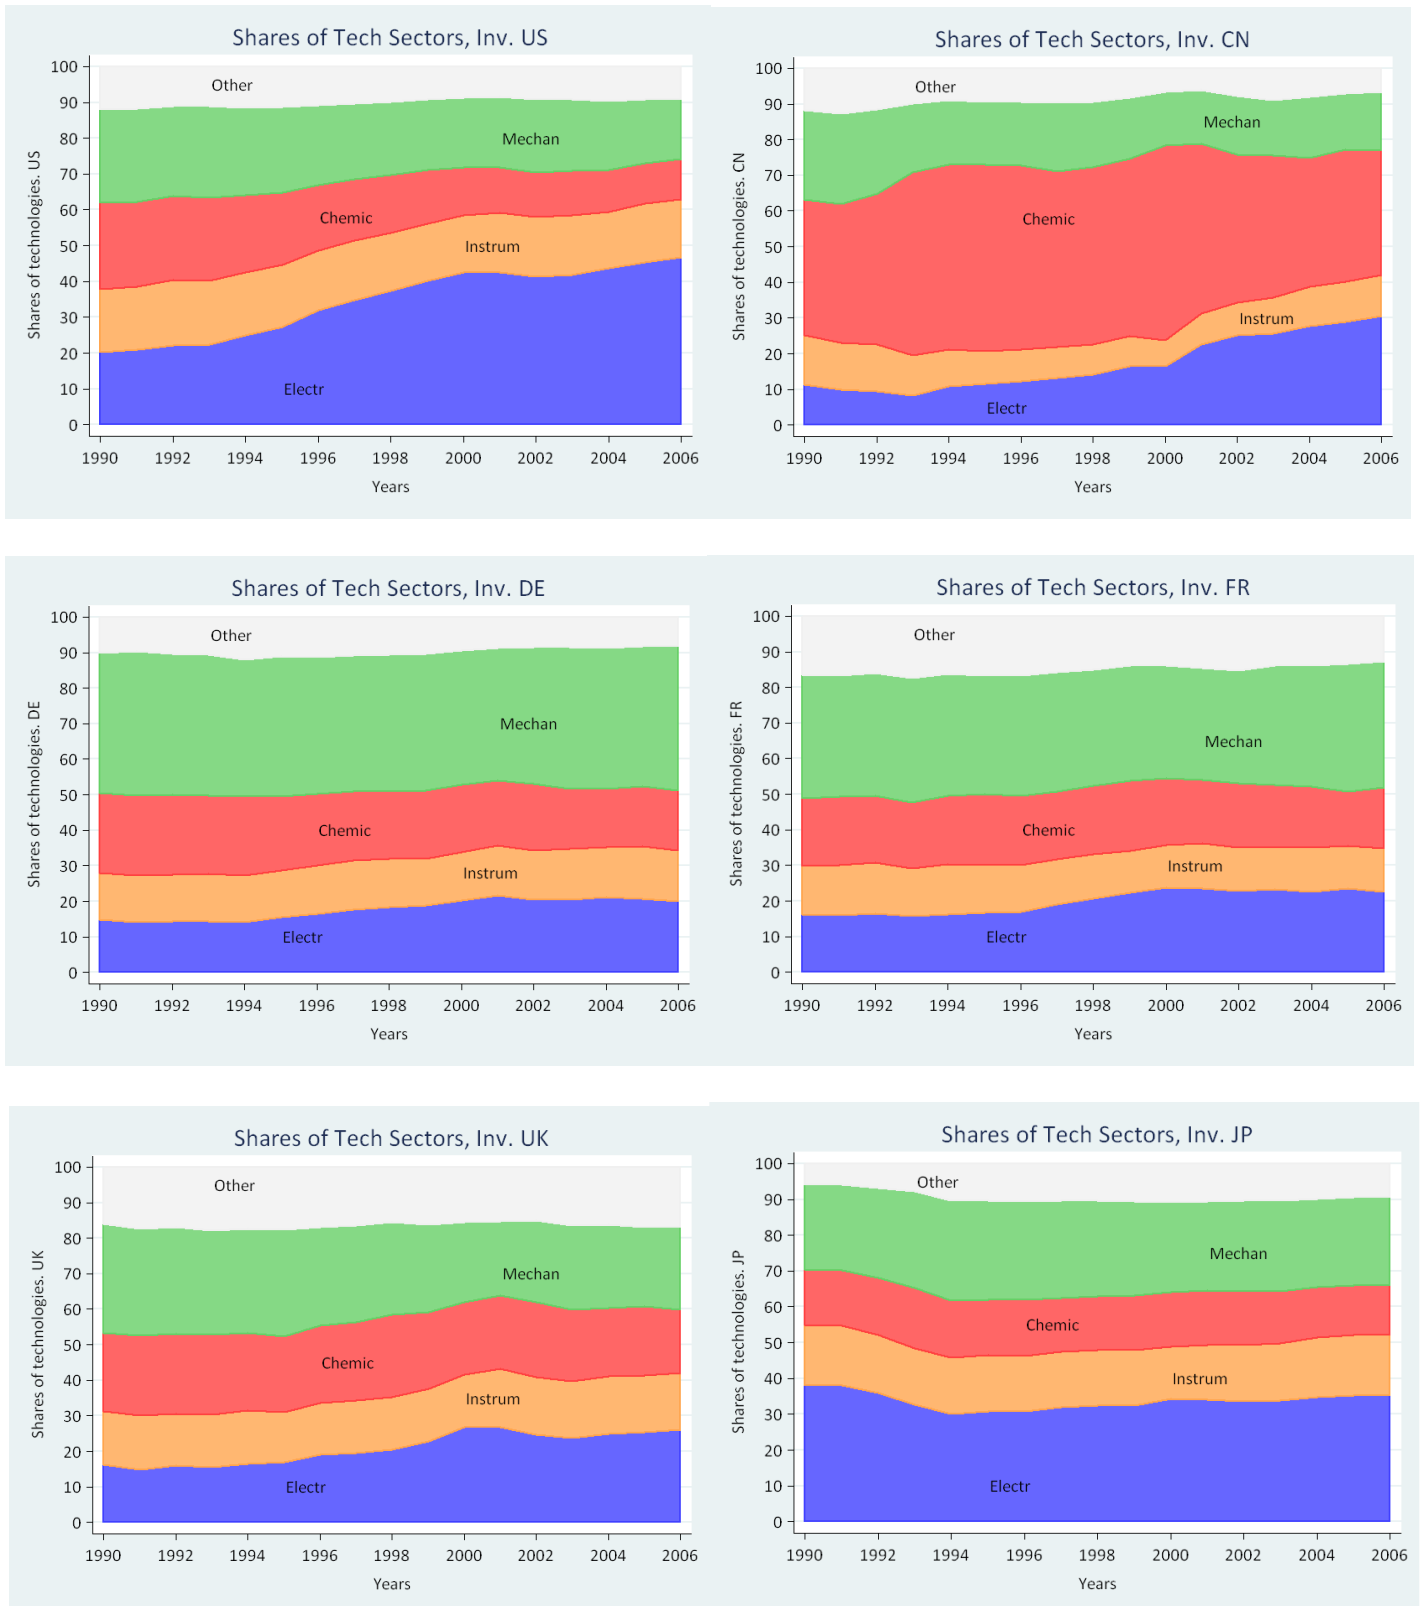 Shares of Tech Sectors, Inv. US
Shares of technologies. US
100
90
80
70
60
50
40
30
20
10
0
Other
Mechan
Chemic
Instrum
Electr
1990 1992 1994 1996 1998 2000 2002 2004 2006
Years
Shares of Tech Sectors, Inv. CN
Shares of technologies. CN
100
90
80
70
60
50
40
30
20
10
0
Other
Mechan
Chemic
Instrum
Electr
1990 1992 1994 1996 1998 2000 2002 2004 2006
Years
Shares of Tech Sectors, Inv. DE
Shares of technologies. DE
100
90
80
70
60
50
40
30
20
10
0
Other
Mechan
Chemic
Instrum
Electr
1990 1992 1994 1996 1998 2000 2002 2004 2006
Years
Shares of Tech Sectors, Inv. FR
Shares of technologies. FR
100
90
80
70
60
50
40
30
20
10
0
Other
Mechan
Chemic
Instrum
Electr
1990 1992 1994 1996 1998 2000 2002 2004 2006
Years
Shares of Tech Sectors, Inv. UK
Shares of technologies. UK
100
90
80
70
60
50
40
30
20
10
0
Other
Mechan
Chemic
Instrum
Electr
1990 1992 1994 1996 1998 2000 2002 2004 2006
Years
Shares of Tech Sectors, Inv. JP
Shares of technologies. JP
100
90
80
70
60
50
40
30
20
10
0
Other
Mechan
Chemic
Instrum
Electr
1990 1992 1994 1996 1998 2000 2002 2004 2006
Years